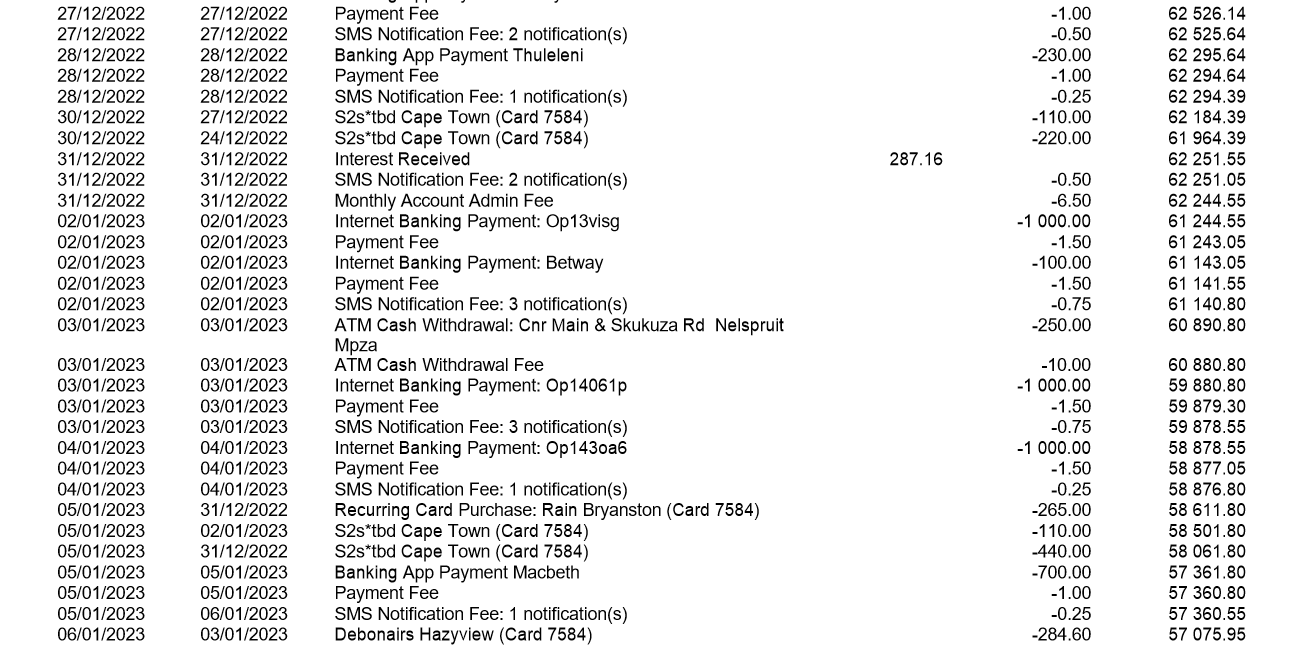 27/12/2022 27/12/2022 Payment Fee -1.00 62 526.14
27/12/2022 27/12/2022 SMS Notification Fee: 2 notification(s) -0.50 62 525.64
28/12/2022 28/12/2022 Banking App Payment Thuleleni -230.00 62 295.64
28/12/2022 28/12/2022 Payment Fee -1.00 62 294.64
28/12/2022 28/12/2022 SMS Notification Fee: 1 notification(s) -0.25 62 294.39
30/12/2022 27/12/2022 S2s*tbd Cape Town (Card 7584) -110.00 62 184.39
30/12/2022 24/12/2022 S2s*tbd Cape Town (Card 7584) -220.00 61 964.39
31/12/2022 31/12/2022 Interest Received 287.16 62 251.55
31/12/2022 31/12/2022 SMS Notification Fee: 2 notification(s) -0.50 62 251.05
31/12/2022 31/12/2022 Monthly Account Admin Fee -6.50 62 244.55
02/01/2023 02/01/2023 Internet Banking Payment: Op13visg -1 000.00 61 244.55
02/01/2023 02/01/2023 Payment Fee -1.50 61 243.05
02/01/2023 02/01/2023 Internet Banking Payment: Betway -100.00 61 143.05
02/01/2023 02/01/2023 Payment Fee -1.50 61 141.55
02/01/2023 02/01/2023 SMS Notification Fee: 3 notification(s) -0.75 61 140.80
03/01/2023 03/01/2023 ATM Cash Withdrawal: Cnr Main & Skukuza Rd  Nelspruit -250.00 60 890.80
Mpza
03/01/2023 03/01/2023 ATM Cash Withdrawal Fee -10.00 60 880.80
03/01/2023 03/01/2023 Internet Banking Payment: Op14061p -1 000.00 59 880.80
03/01/2023 03/01/2023 Payment Fee -1.50 59 879.30
03/01/2023 03/01/2023 SMS Notification Fee: 3 notification(s) -0.75 59 878.55
04/01/2023 04/01/2023 Internet Banking Payment: Op143oa6 -1 000.00 58 878.55
04/01/2023 04/01/2023 Payment Fee -1.50 58 877.05
04/01/2023 04/01/2023 SMS Notification Fee: 1 notification(s) -0.25 58 876.80
05/01/2023 31/12/2022 Recurring Card Purchase: Rain Bryanston (Card 7584) -265.00 58 611.80
05/01/2023 02/01/2023 S2s*tbd Cape Town (Card 7584) -110.00 58 501.80
05/01/2023 31/12/2022 S2s*tbd Cape Town (Card 7584) -440.00 58 061.80
05/01/2023 05/01/2023 Banking App Payment Macbeth -700.00 57 361.80
05/01/2023 05/01/2023 Payment Fee -1.00 57 360.80
05/01/2023 06/01/2023 SMS Notification Fee: 1 notification(s) -0.25 57 360.55
06/01/2023 03/01/2023 Debonairs Hazyview (Card 7584) -284.60 57 075.95